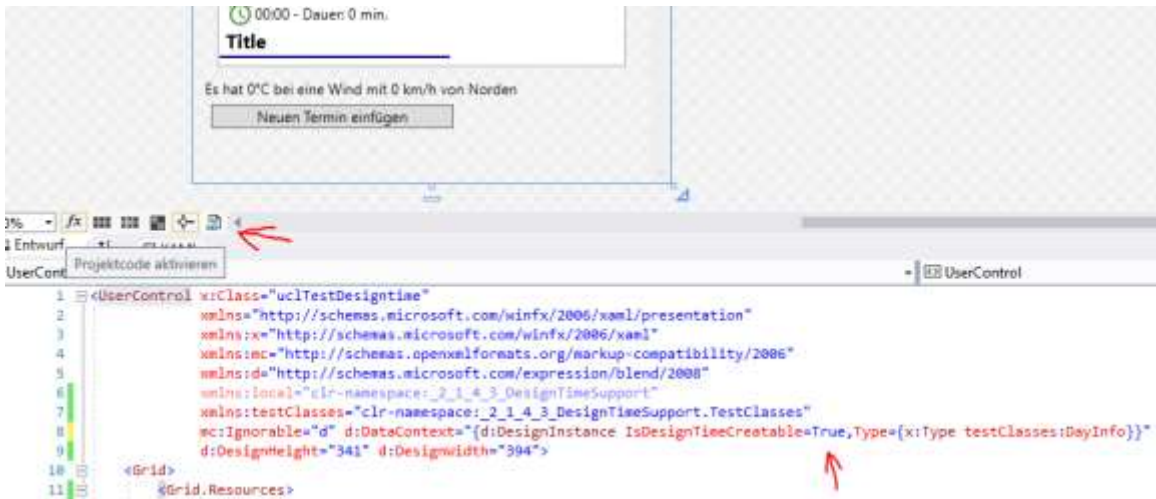 00:00 - Dauer: 0 min.
Title
Es hat 0°C bei eine Wind mit 0 km/h von Norden
Neuen Termin einfügen
fx
Entwurf
Projektcode aktivieren
UserControl
1 <UserControl x:Class="uclTestDesigntime"
2 xmlns="http://schemas.microsoft.com/winfx/2006/xaml/presentation"
3 xmlns:x="http://schemas.microsoft.com/winfx/2006/xaml"
4 xmlns:mc="http://schemas.openxmlformats.org/markup-compatibility/2006"
5 xmlns:d="http://schemas.microsoft.com/expression/blend/2008"
6 xmlns:local="clr-namespace:_2_1_4_3_DesignTimeSupport"
7 xmlns:testClasses="clr-namespace:_2_1_4_3_DesignTimeSupport.TestClasses"
8 mc:Ignorable="d" d:DataContext="{d:DesignInstance IsDesignTimeCreatable=True,Type={x:Type testClasses:DayInfo}}"
9 d:DesignHeight="341" d:DesignWidth="394">
10 <Grid>
11 <Grid.Resources>